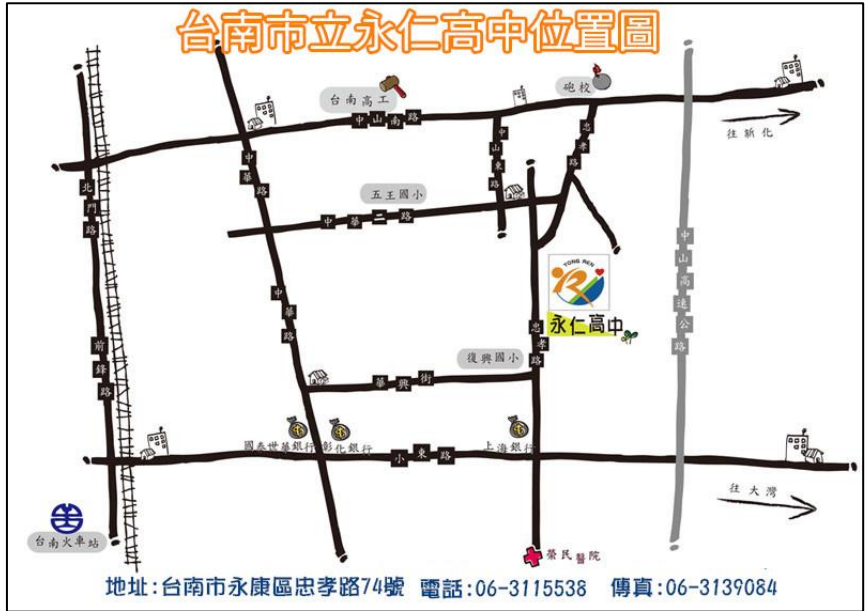 台南市立永仁高中位置圖
台南高工
砲校
中山南路
往新化
中華路
中山東路
忠孝路
北門路
五王國小
中華二路
中山高速公路
YONG REN
永仁高中
中華路
忠孝路
前鋒路
復興國小
華興街
國泰世華銀行
彰化銀行
上海銀行
小東路
往大灣
台南火車站
榮民醫院
地址:台南市永康區忠孝路74號 電話:06-3115538 傳真:06-3139084